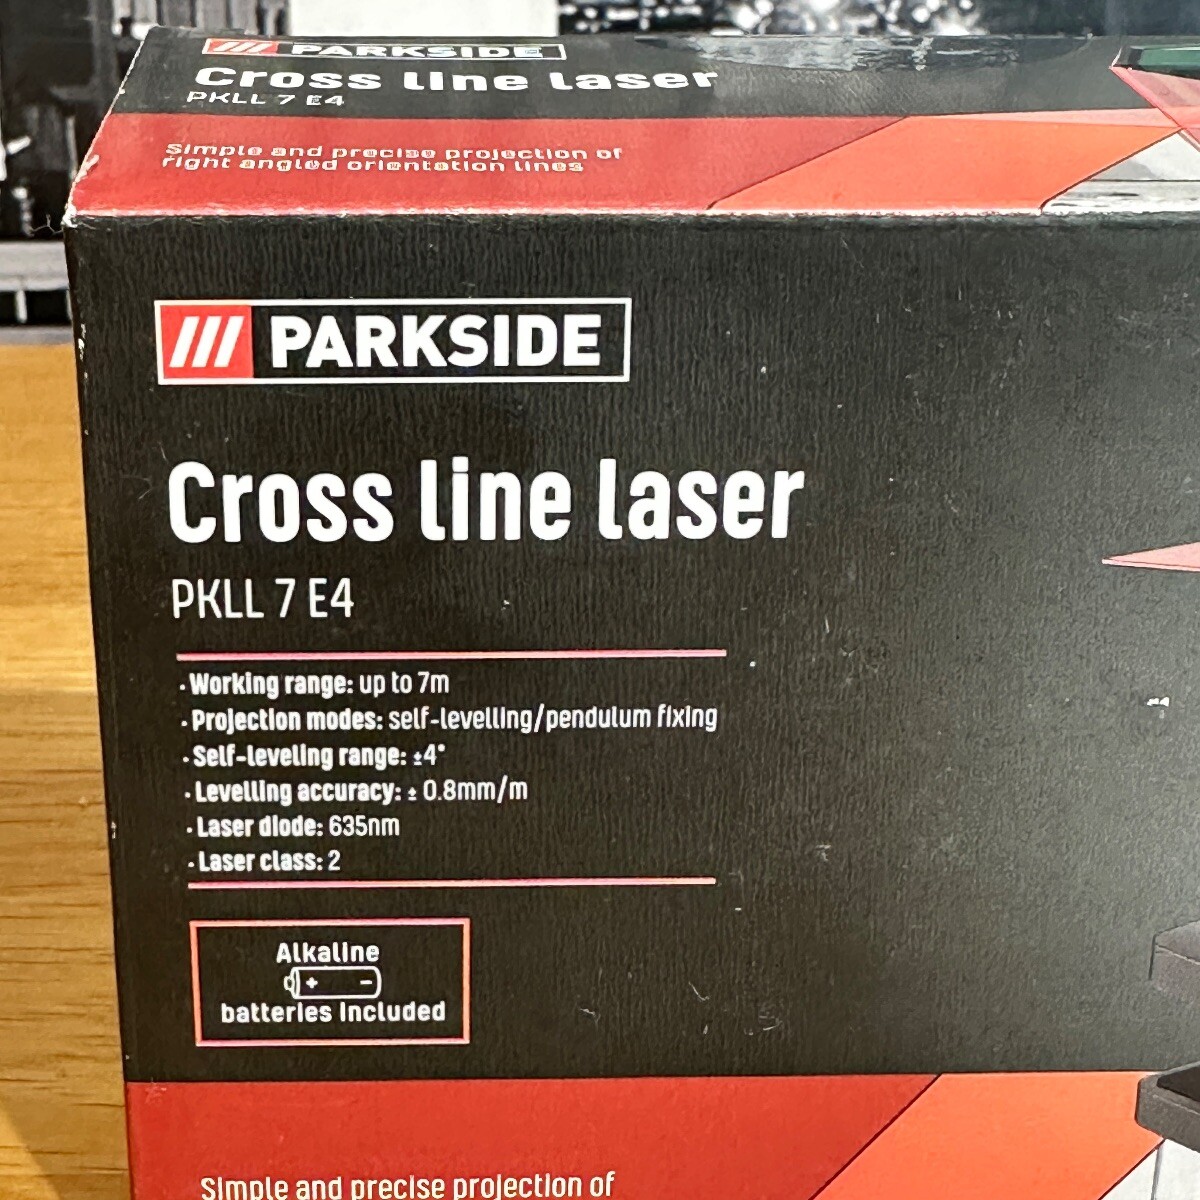 PARKSIDE
Cross line laser
PKLL 7 E4
Simple and precise projection of
right angled orientation lines
PARKSIDE
Cross line laser
PKLL 7 E4
· Working range: up to 7m
· Projection modes: self-levelling/pendulum fixing
· Self-leveling range: ±4°
· Levelling accuracy: ± 0.8mm/m
· Laser diode: 635nm
· Laser class: 2
Alkaline
+ −
batteries included
Simple and precise projection of